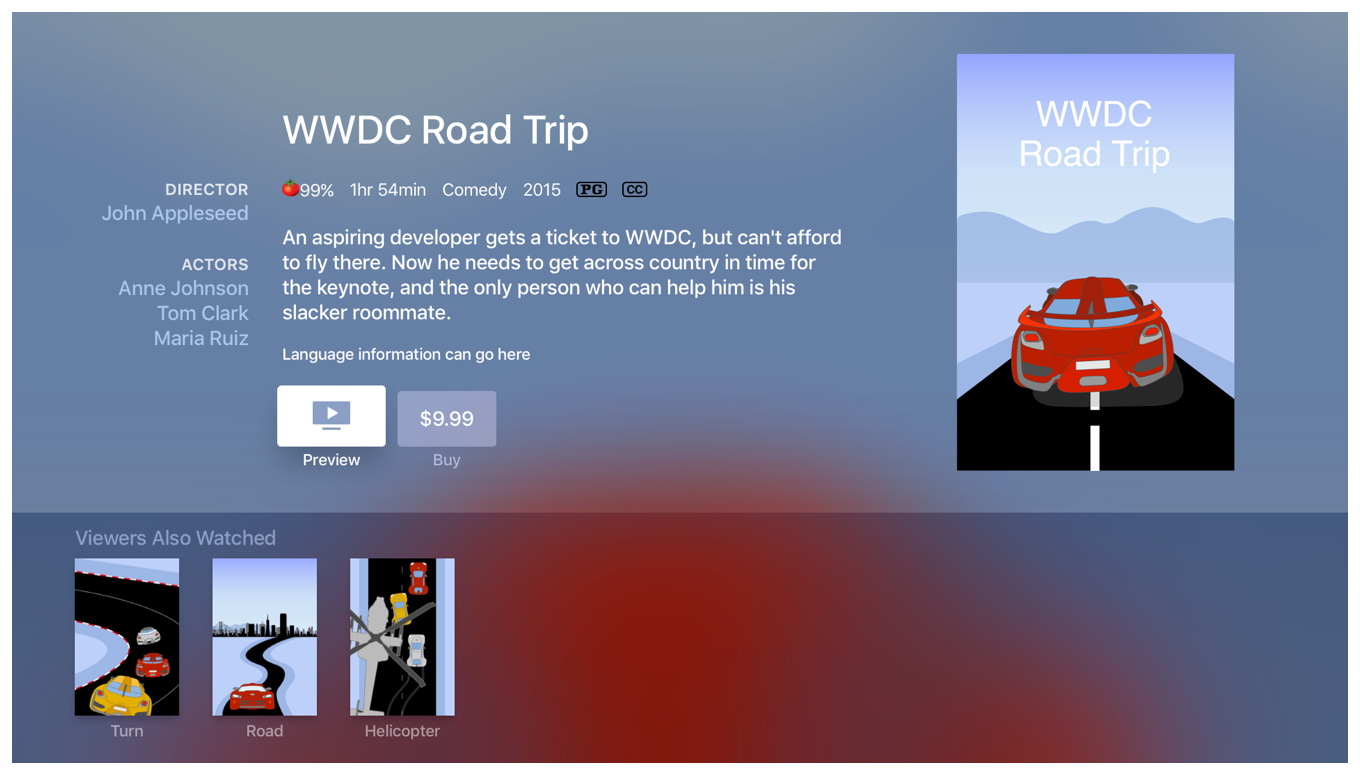 WWDC Road Trip
DIRECTOR
John Appleseed
ACTORS
Anne Johnson
Tom Clark
Maria Ruiz
99% 1hr 54min Comedy 2015 PG CC
An aspiring developer gets a ticket to WWDC, but can't afford
to fly there. Now he needs to get across country in time for
the keynote, and the only person who can help him is his
slacker roommate.
Language information can go here
$9.99
Preview Buy
WWDC
Road Trip
Viewers Also Watched
Turn Road Helicopter